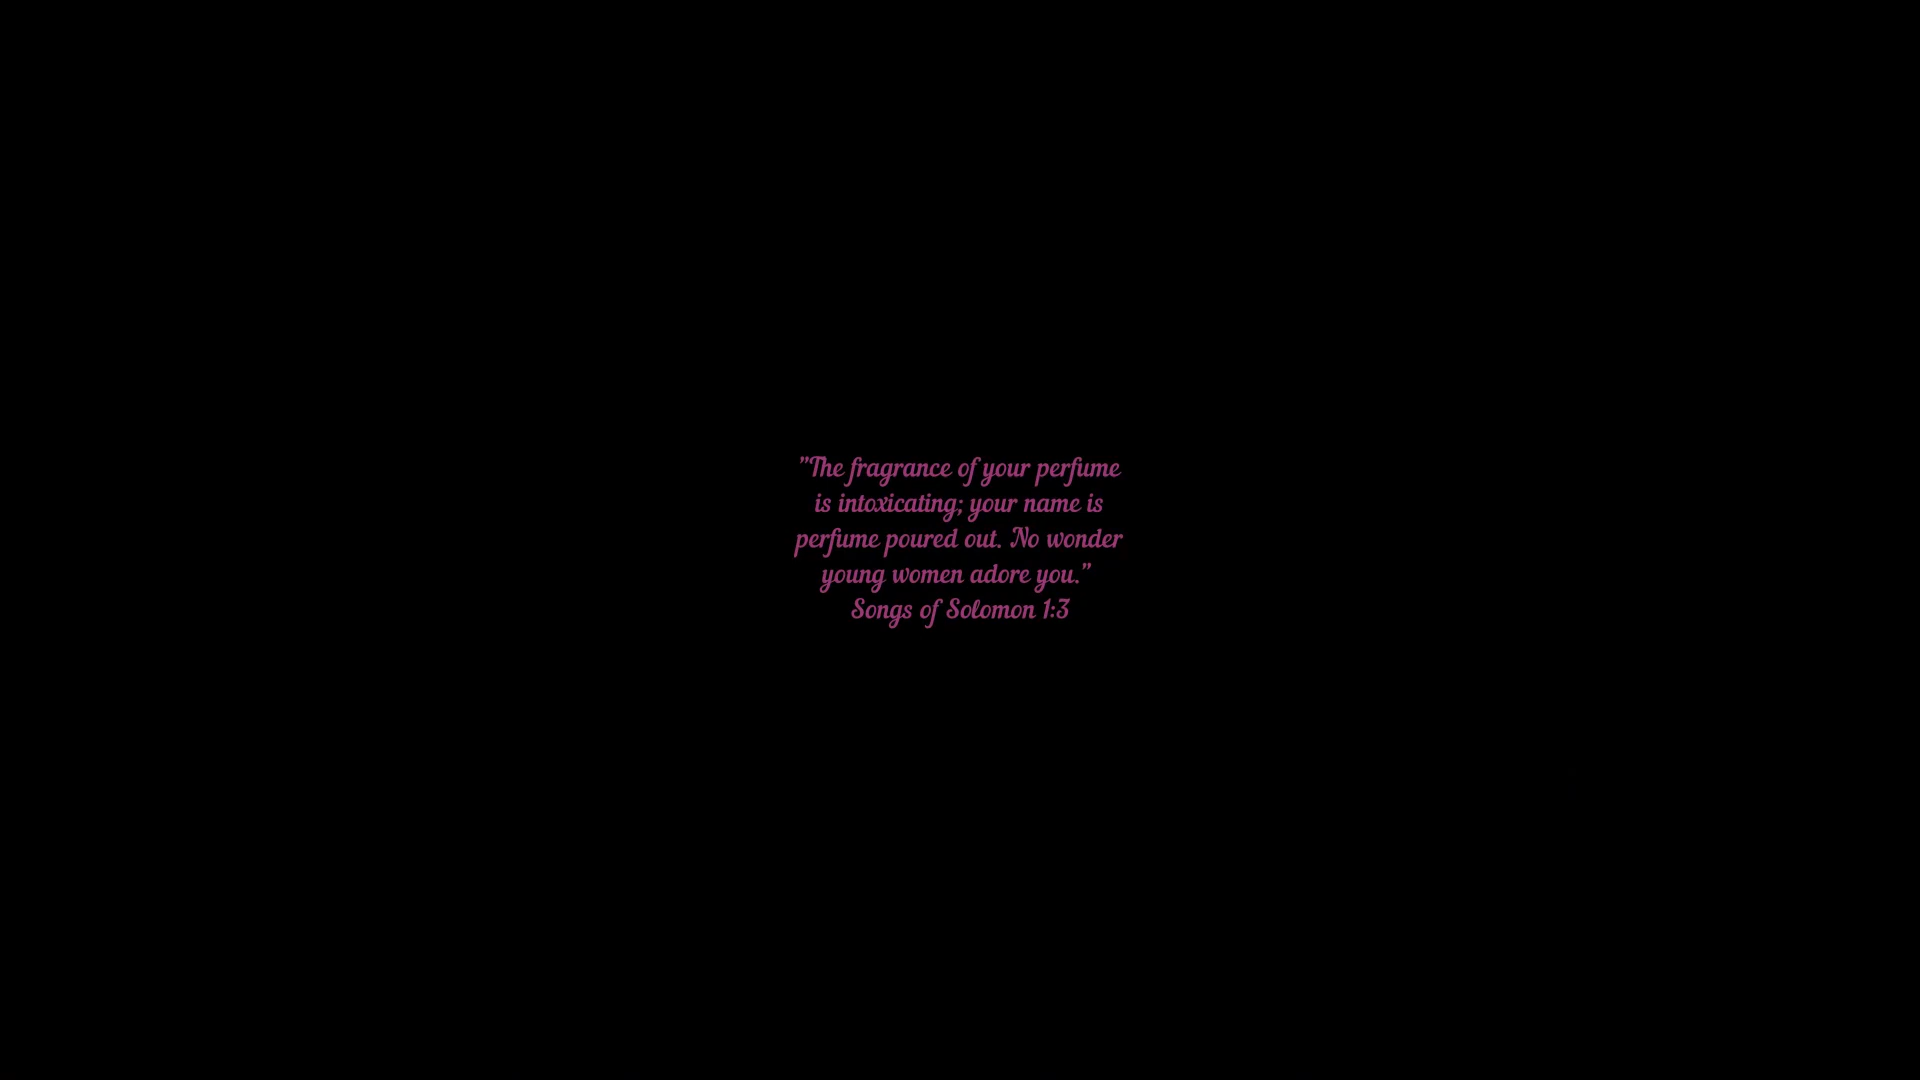 "The fragrance of your perfume
is intoxicating; your name is
perfume poured out. No wonder
young women adore you."
Songs of Solomon 1:3